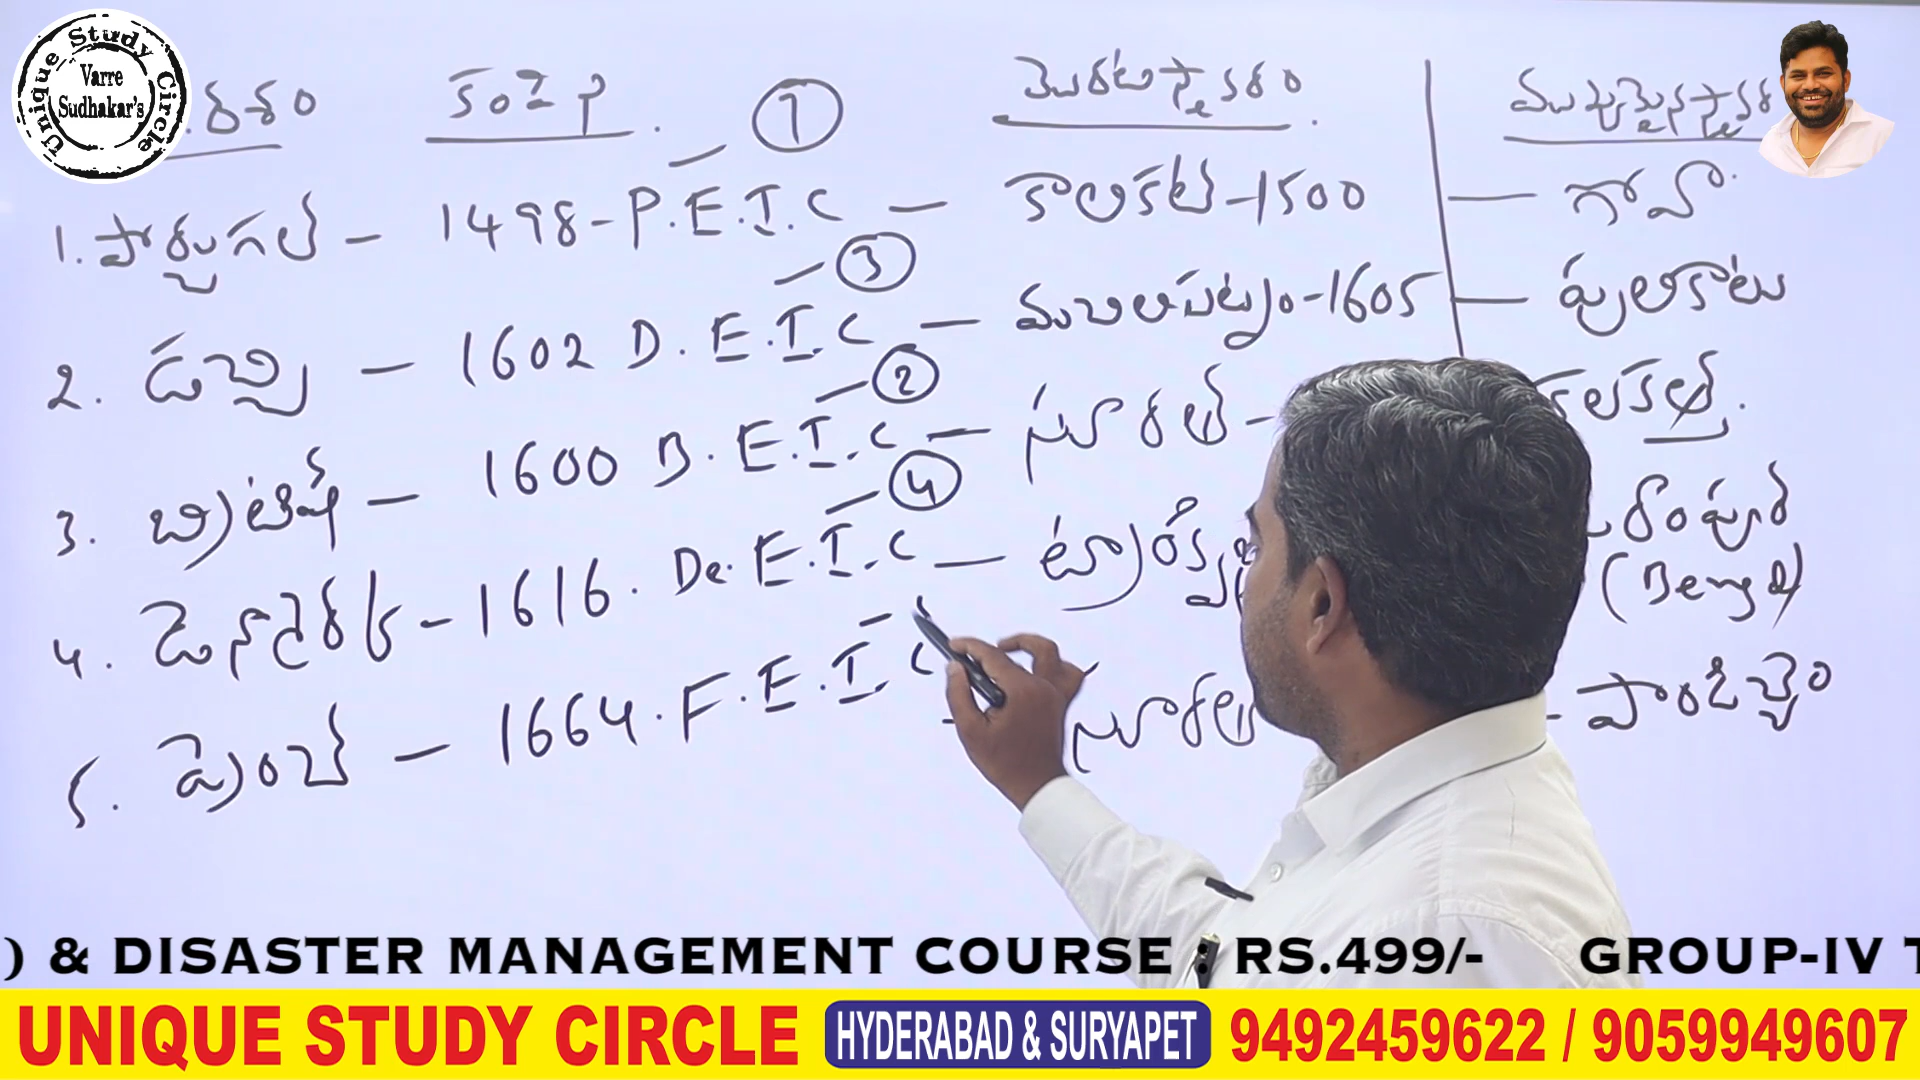 Unique Study Circle
Varre
Sudhakar's
దేశం కంపెనీ . ① మొదటి స్థావరం . ముఖ్యమైన స్థావర
1. పోర్చుగల్ - 1498 - P.E.I.C - కాలికట్ - 1500 - గోవా
③
2. డచ్చి - 1602 D.E.I.C - మచిలీపట్నం - 1605 - పులికాట్
②
3. బ్రిటిష్ - 1600 B.E.I.C - సూరత్ - కలకత్తా.
④
4. డెన్మార్క్ - 1616. De.E.I.C - రాంపూర్
(Bengal)
5. ఫ్రెంచ్ - 1664. F.E.I.C - సూరత్ - పాండిచ్చేరి
) & DISASTER MANAGEMENT COURSE : RS.499/- GROUP-IV T
UNIQUE STUDY CIRCLE HYDERABAD & SURYAPET 9492459622 / 9059949607